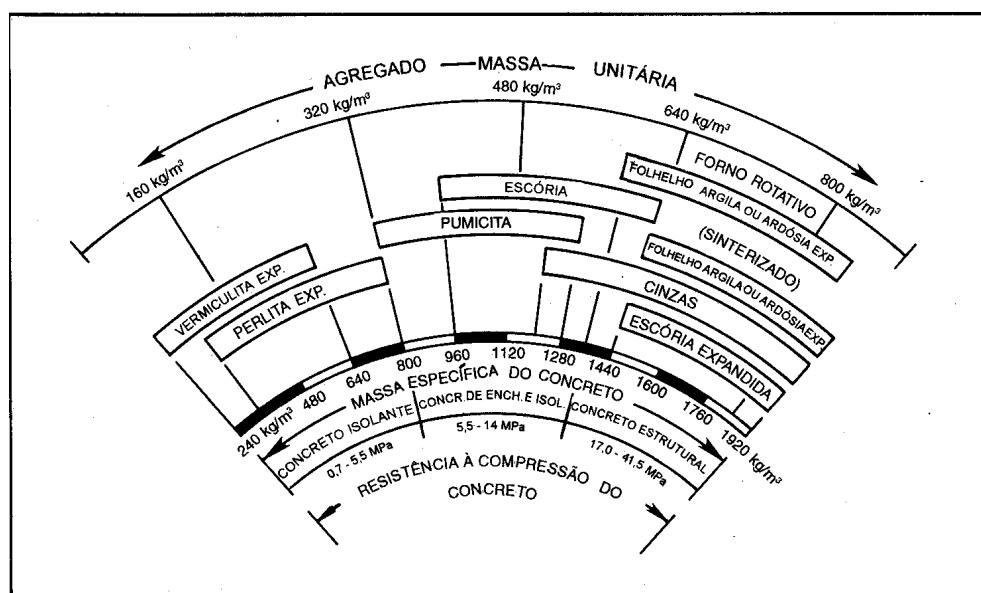 AGREGADO MASSA UNITÁRIA
160 kg/m³
320 kg/m³
480 kg/m³
640 kg/m³
800 kg/m³
FORNO ROTATIVO
FOLHELHO ARGILA OU ARDÓSIA EXP.
ESCÓRIA
PUMICITA
(SINTERIZADO)
FOLHELHO ARGILA OU ARDÓSIA EXP.
VERMICULITA EXP.
PERLITA EXP.
CINZAS
ESCÓRIA EXPANDIDA
240 kg/m³
480
640
800
960
1120
1280
1440
1600
1760
1920 kg/m³
MASSA ESPECÍFICA DO CONCRETO
CONCRETO ISOLANTE
CONCR. DE ENCH. E ISOL.
CONCRETO ESTRUTURAL
0,7 - 5,5 MPa
5,5 - 14 MPa
17,0 - 41,5 MPa
RESISTÊNCIA À COMPRESSÃO DO
CONCRETO